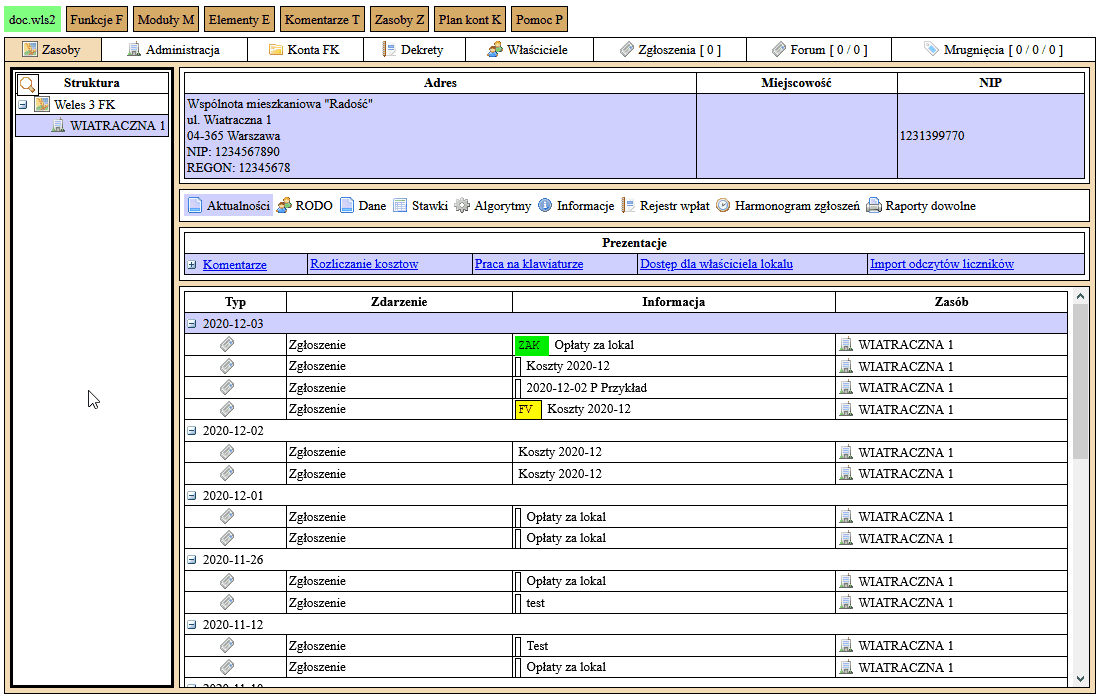 doc.wls2 Funkcje F Moduły M Elementy E Komentarze T Zasoby Z Plan kont K Pomoc P
Zasoby Administracja Konta FK Dekrety Właściciele Zgłoszenia [ 0 ] Forum [ 0 / 0 ] Mrugnięcia [ 0 / 0 / 0 ]
Struktura
Weles 3 FK
WIATRACZNA 1
Adres Miejscowość NIP
Wspólnota mieszkaniowa "Radość"
ul. Wiatraczna 1
04-365 Warszawa
NIP: 1234567890
REGON: 12345678
1231399770
Aktualności RODO Dane Stawki Algorytmy Informacje Rejestr wpłat Harmonogram zgłoszeń Raporty dowolne
Prezentacje
Komentarze Rozliczanie kosztow Praca na klawiaturze Dostęp dla właściciela lokalu Import odczytów liczników
Typ Zdarzenie Informacja Zasób
2020-12-03
Zgłoszenie ZAK Opłaty za lokal WIATRACZNA 1
Zgłoszenie Koszty 2020-12 WIATRACZNA 1
Zgłoszenie 2020-12-02 P Przykład WIATRACZNA 1
Zgłoszenie FV Koszty 2020-12 WIATRACZNA 1
2020-12-02
Zgłoszenie Koszty 2020-12 WIATRACZNA 1
Zgłoszenie Koszty 2020-12 WIATRACZNA 1
2020-12-01
Zgłoszenie Opłaty za lokal WIATRACZNA 1
Zgłoszenie Opłaty za lokal WIATRACZNA 1
2020-11-26
Zgłoszenie Opłaty za lokal WIATRACZNA 1
Zgłoszenie test WIATRACZNA 1
2020-11-12
Zgłoszenie Test WIATRACZNA 1
Zgłoszenie Opłaty za lokal WIATRACZNA 1